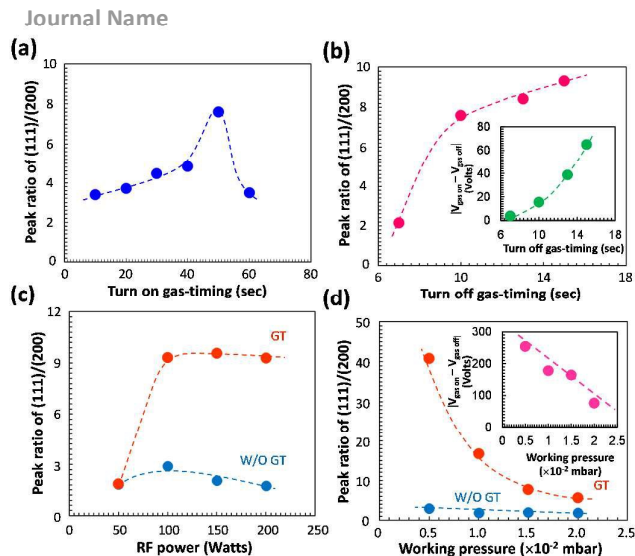 Journal Name
(a)
Peak ratio of (111)/(200)
10
8
6
4
2
0
0 20 40 60 80
Turn on gas-timing (sec)
(b)
Peak ratio of (111)/(200)
10
8
6
4
2
0
6 10 14 18
Turn off gas-timing (sec)
|Vgas on − Vgas off|
(Volts)
80
60
40
20
0
6 10 14 18
Turn off gas-timing (sec)
(c)
Peak ratio of (111)/(200)
12
9
6
3
0
GT
W/O GT
0 50 100 150 200 250
RF power (Watts)
(d)
Peak ratio of (111)/(200)
50
40
30
20
10
0
W/O GT
GT
0.0 0.5 1.0 1.5 2.0 2.5
Working pressure (×10-2 mbar)
|Vgas on − Vgas off|
(Volts)
300
200
100
0
0 0.5 1 1.5 2 2.5
Working pressure
(×10-2 mbar)